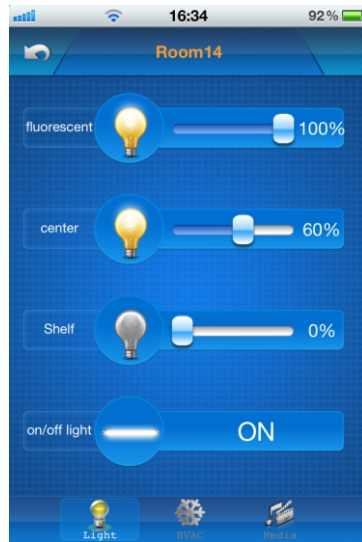 16:34
92%
Room14
fluorescent
100%
center
60%
Shelf
0%
on/off light
ON
Light
HVAC
Media